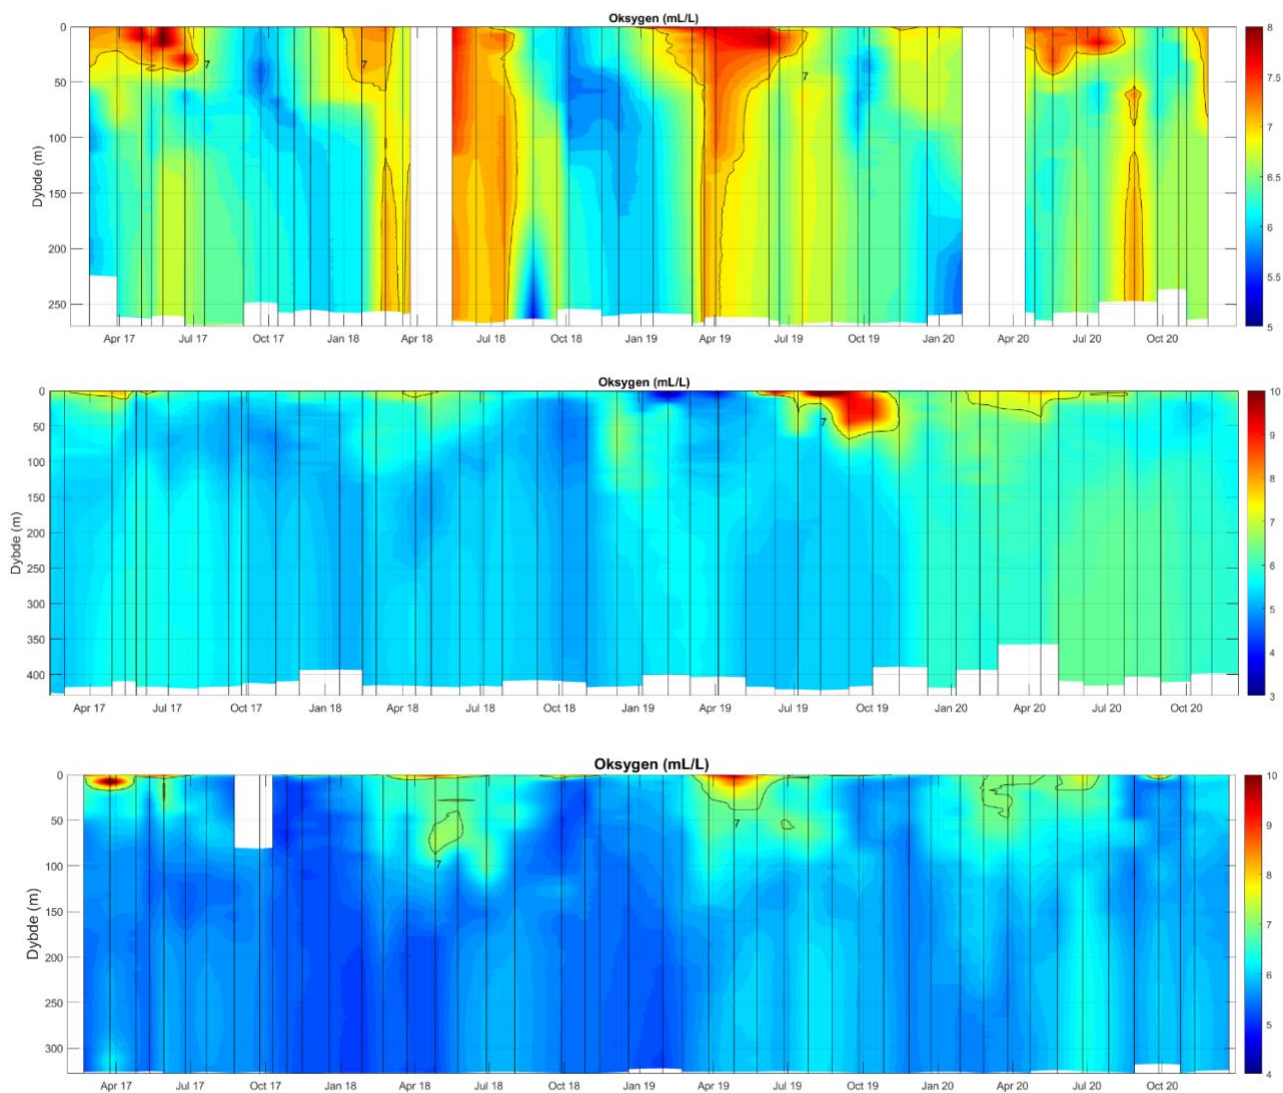 Oksygen (mL/L)
0
50
100
150
200
250
Dybde (m)
7
7
7
Apr 17
Jul 17
Oct 17
Jan 18
Apr 18
Jul 18
Oct 18
Jan 19
Apr 19
Jul 19
Oct 19
Jan 20
Apr 20
Jul 20
Oct 20
8
7.5
7
6.5
6
5.5
5
Oksygen (mL/L)
0
50
100
150
200
250
300
350
400
Dybde (m)
7
Apr 17
Jul 17
Oct 17
Jan 18
Apr 18
Jul 18
Oct 18
Jan 19
Apr 19
Jul 19
Oct 19
Jan 20
Apr 20
Jul 20
Oct 20
10
9
8
7
6
5
4
3
Oksygen (mL/L)
0
50
100
150
200
250
300
Dybde (m)
7
7
Apr 17
Jul 17
Oct 17
Jan 18
Apr 18
Jul 18
Oct 18
Jan 19
Apr 19
Jul 19
Oct 19
Jan 20
Apr 20
Jul 20
Oct 20
10
9
8
7
6
5
4